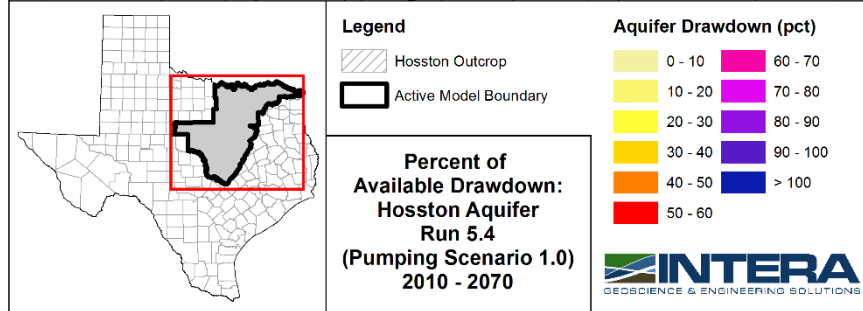 Legend
Hosston Outcrop
Active Model Boundary
Percent of
Available Drawdown:
Hosston Aquifer
Run 5.4
(Pumping Scenario 1.0)
2010 - 2070
Aquifer Drawdown (pct)
0 - 10
10 - 20
20 - 30
30 - 40
40 - 50
50 - 60
60 - 70
70 - 80
80 - 90
90 - 100
> 100
INTERA
GEOSCIENCE & ENGINEERING SOLUTIONS